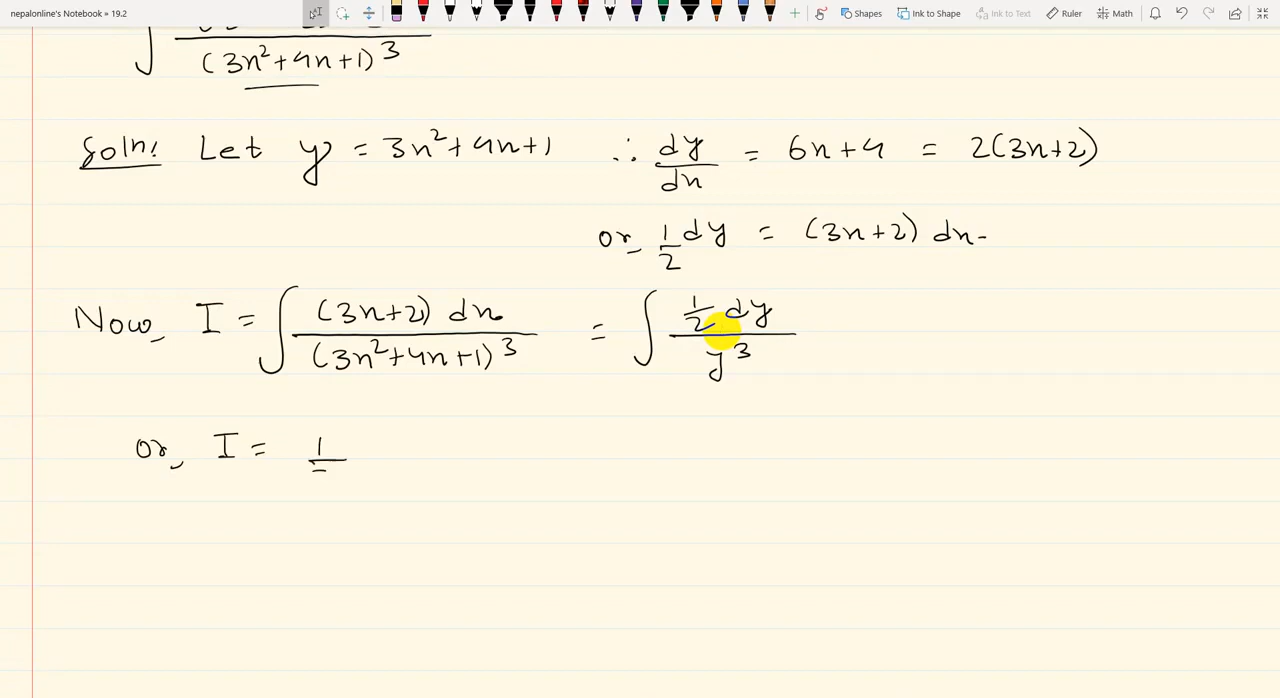 nepalonline's Notebook » 19.2
Shapes Ink to Shape Ink to Text Ruler Math
∫ (3n²+4n+1)³
Soln: Let y = 3n²+4n+1 ∴ dy/dn = 6n+4 = 2(3n+2)
or, 1/2 dy = (3n+2) dn
Now, I = ∫ (3n+2) dn / (3n²+4n+1)³ = ∫ 1/2 dy / y³
or, I = 1